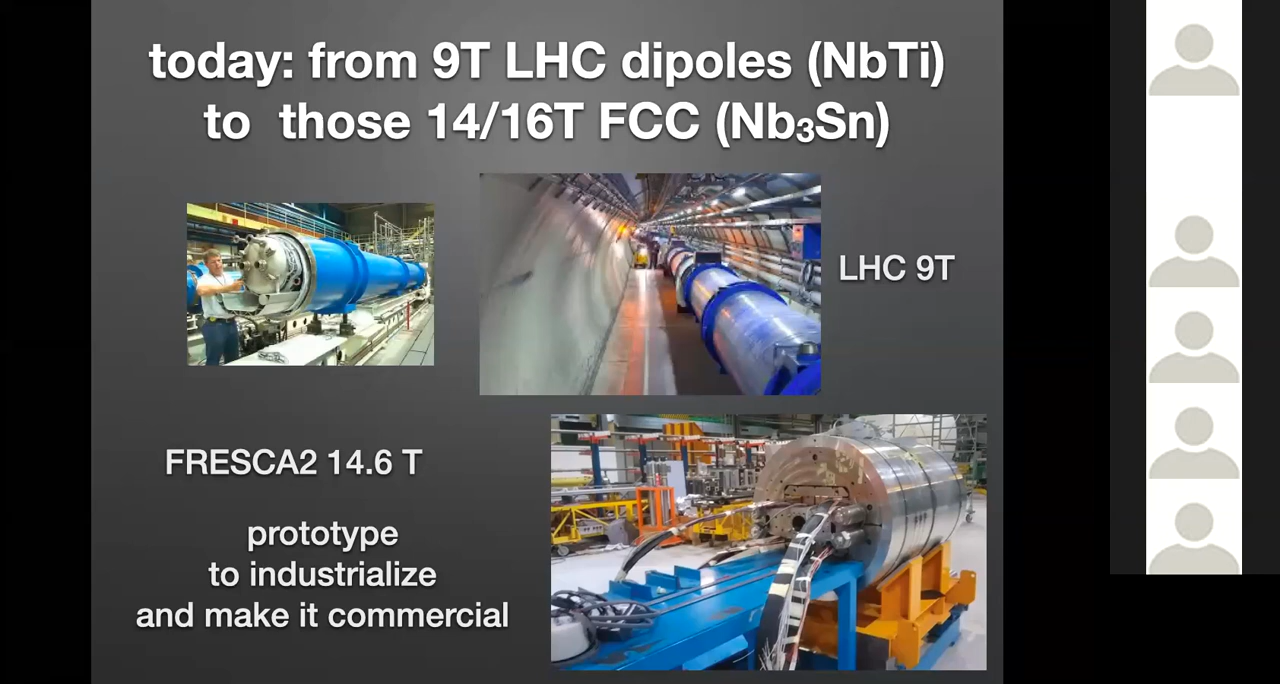 today: from 9T LHC dipoles (NbTi)
to those 14/16T FCC (Nb₃Sn)
LHC 9T
FRESCA2 14.6 T
prototype
to industrialize
and make it commercial